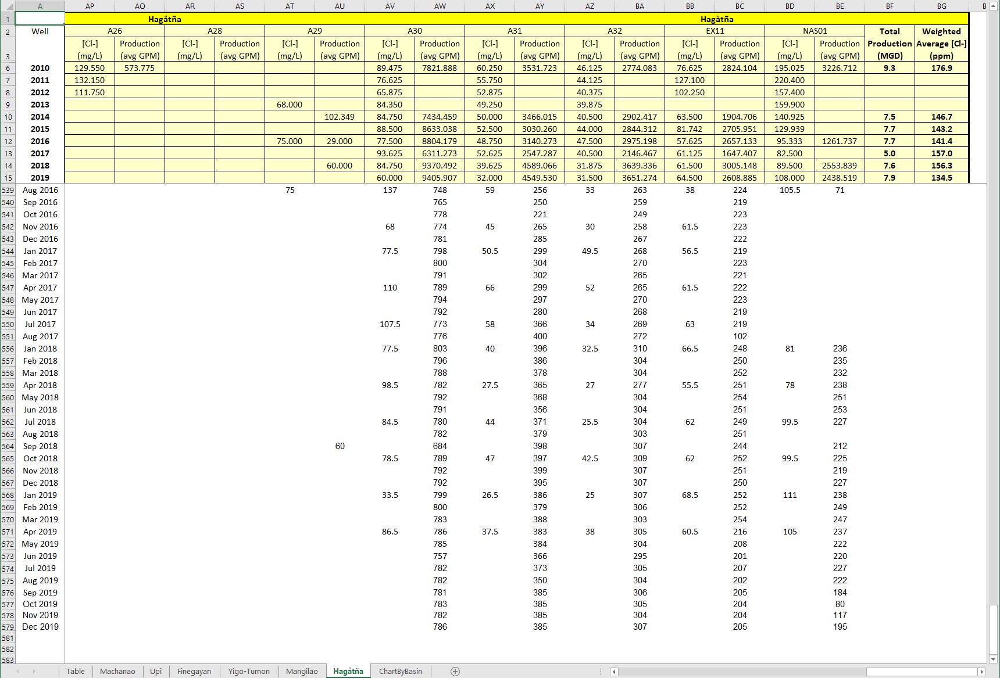 A AP AQ AR AS AT AU AV AW AX AY AZ BA BB BC BD BE BF BG B
1 Hagåtña Hagåtña
2 Well A26 A28 A29 A30 A31 A32 EX11 NAS01 Total Weighted
[Cl-] Production [Cl-] Production [Cl-] Production [Cl-] Production [Cl-] Production [Cl-] Production [Cl-] Production [Cl-] Production Production Average [Cl-]
3 (mg/L) (avg GPM) (mg/L) (avg GPM) (mg/L) (avg GPM) (mg/L) (avg GPM) (mg/L) (avg GPM) (mg/L) (avg GPM) (mg/L) (avg GPM) (mg/L) (avg GPM) (MGD) (ppm)
6 2010 129.550 573.775 89.475 7821.888 60.250 3531.723 46.125 2774.083 76.625 2824.104 195.025 3226.712 9.3 176.9
7 2011 132.150 76.625 55.750 44.125 127.100 220.400
8 2012 111.750 65.875 52.875 40.375 102.250 157.400
9 2013 68.000 84.350 49.250 39.875 159.900
10 2014 102.349 84.750 7434.459 50.000 3466.015 40.500 2902.417 63.500 1904.706 140.925 7.5 146.7
11 2015 88.500 8633.038 52.500 3030.260 44.000 2844.312 81.742 2705.951 129.939 7.7 143.2
12 2016 75.000 29.000 77.500 8804.179 48.750 3140.273 47.500 2975.198 57.625 2657.133 95.333 1261.737 7.7 141.4
13 2017 93.625 6311.273 52.625 2547.287 40.500 2146.467 61.125 1647.407 82.500 5.0 157.0
14 2018 60.000 84.750 9370.492 39.625 4589.066 31.875 3639.336 61.500 3005.148 89.500 2553.839 7.6 156.3
15 2019 60.000 9405.907 32.000 4549.530 31.500 3651.274 64.500 2608.885 108.000 2438.519 7.9 134.5
539 Aug 2016 75 137 748 59 256 33 263 38 224 105.5 71
540 Sep 2016 765 250 259 219
541 Oct 2016 778 221 249 223
542 Nov 2016 68 774 45 265 30 258 61.5 223
543 Dec 2016 781 285 267 222
544 Jan 2017 77.5 798 50.5 299 49.5 268 56.5 219
545 Feb 2017 800 304 270 223
546 Mar 2017 791 302 265 221
547 Apr 2017 110 789 66 299 52 265 61.5 222
548 May 2017 794 297 270 223
549 Jun 2017 792 280 268 219
550 Jul 2017 107.5 773 58 366 34 269 63 219
551 Aug 2017 776 400 272 102
556 Jan 2018 77.5 803 40 396 32.5 310 66.5 248 81 236
557 Feb 2018 796 386 304 250 235
558 Mar 2018 788 378 304 252 232
559 Apr 2018 98.5 782 27.5 365 27 277 55.5 251 78 238
560 May 2018 792 368 304 254 251
561 Jun 2018 791 356 304 251 253
562 Jul 2018 84.5 780 44 371 25.5 304 62 249 99.5 227
563 Aug 2018 782 379 303 251
564 Sep 2018 60 684 398 307 244 212
565 Oct 2018 78.5 789 47 397 42.5 309 62 252 99.5 225
566 Nov 2018 792 399 307 251 219
567 Dec 2018 792 395 307 250 227
568 Jan 2019 33.5 799 26.5 386 25 307 68.5 252 111 238
569 Feb 2019 800 379 306 252 249
570 Mar 2019 783 388 303 254 247
571 Apr 2019 86.5 786 37.5 383 38 305 60.5 216 105 237
572 May 2019 785 384 304 208 222
573 Jun 2019 757 366 295 201 220
574 Jul 2019 782 373 305 207 227
575 Aug 2019 782 350 304 202 222
576 Sep 2019 781 385 306 205 184
577 Oct 2019 783 385 305 204 80
578 Nov 2019 782 385 304 204 117
579 Dec 2019 786 385 307 205 195
581
582
583
Table Machanao Upi Finegayan Yigo-Tumon Mangilao Hagåtña ChartByBasin